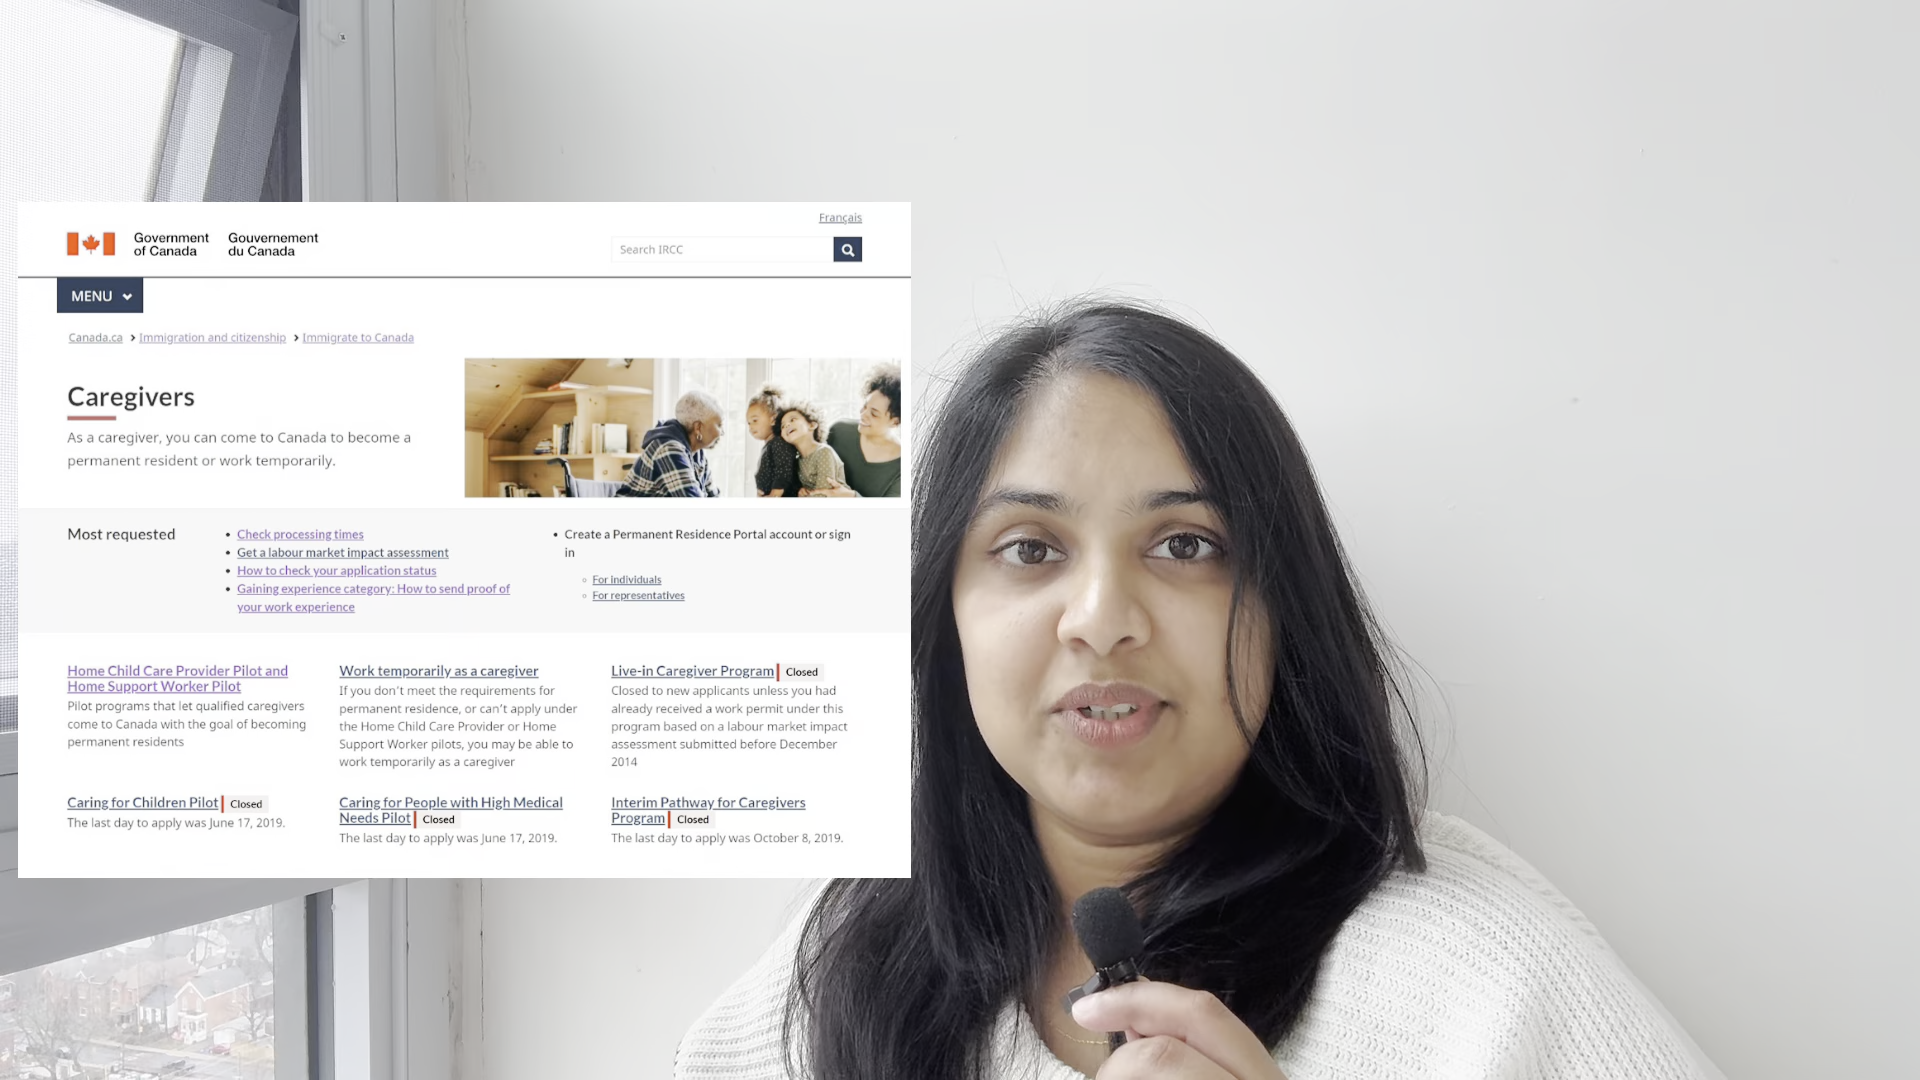 Français
Government
of Canada
Gouvernement
du Canada
Search IRCC
MENU
Canada.ca > Immigration and citizenship > Immigrate to Canada
Caregivers
As a caregiver, you can come to Canada to become a
permanent resident or work temporarily.
Most requested
• Check processing times
• Get a labour market impact assessment
• How to check your application status
• Gaining experience category: How to send proof of
your work experience
• Create a Permanent Residence Portal account or sign
in
◦ For individuals
◦ For representatives
Home Child Care Provider Pilot and
Home Support Worker Pilot
Pilot programs that let qualified caregivers
come to Canada with the goal of becoming
permanent residents
Work temporarily as a caregiver
If you don't meet the requirements for
permanent residence, or can't apply under
the Home Child Care Provider or Home
Support Worker pilots, you may be able to
work temporarily as a caregiver
Live-in Caregiver Program Closed
Closed to new applicants unless you had
already received a work permit under this
program based on a labour market impact
assessment submitted before December
2014
Caring for Children Pilot Closed
The last day to apply was June 17, 2019.
Caring for People with High Medical
Needs Pilot Closed
The last day to apply was June 17, 2019.
Interim Pathway for Caregivers
Program Closed
The last day to apply was October 8, 2019.